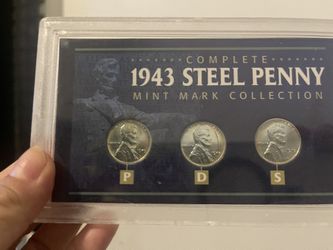 COMPLETE
1943 STEEL PENNY
MINT MARK COLLECTION
P D S